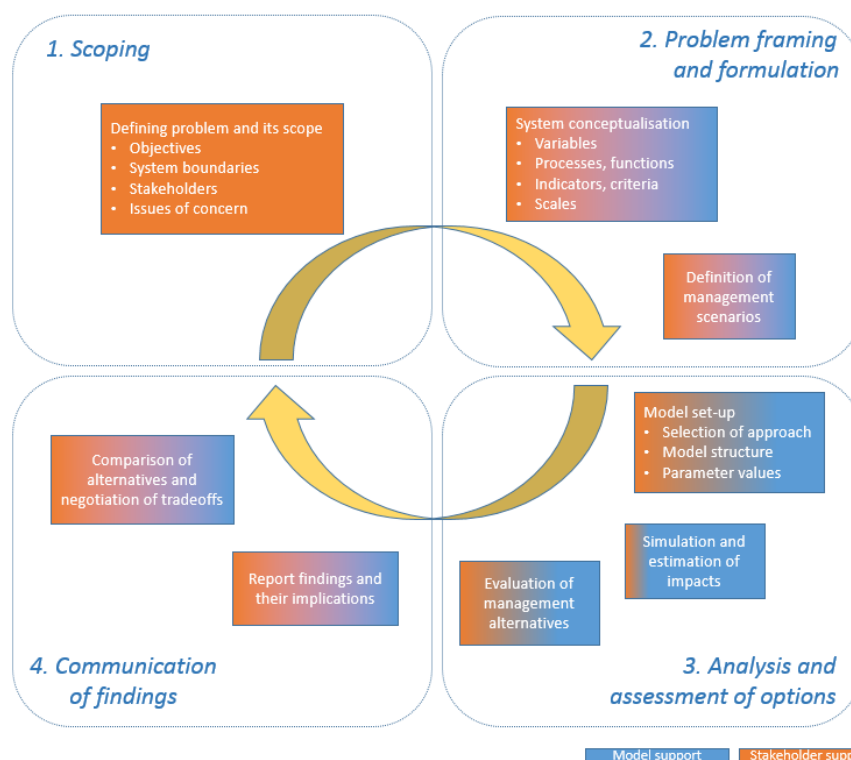 1. Scoping
Defining problem and its scope
• Objectives
• System boundaries
• Stakeholders
• Issues of concern
2. Problem framing
and formulation
System conceptualisation
• Variables
• Processes, functions
• Indicators, criteria
• Scales
Definition of
management
scenarios
Model set-up
• Selection of approach
• Model structure
• Parameter values
Simulation and
estimation of
impacts
Evaluation of
management
alternatives
3. Analysis and
assessment of options
Comparison of
alternatives and
negotiation of tradeoffs
Report findings and
their implications
4. Communication
of findings
Model support
Stakeholder